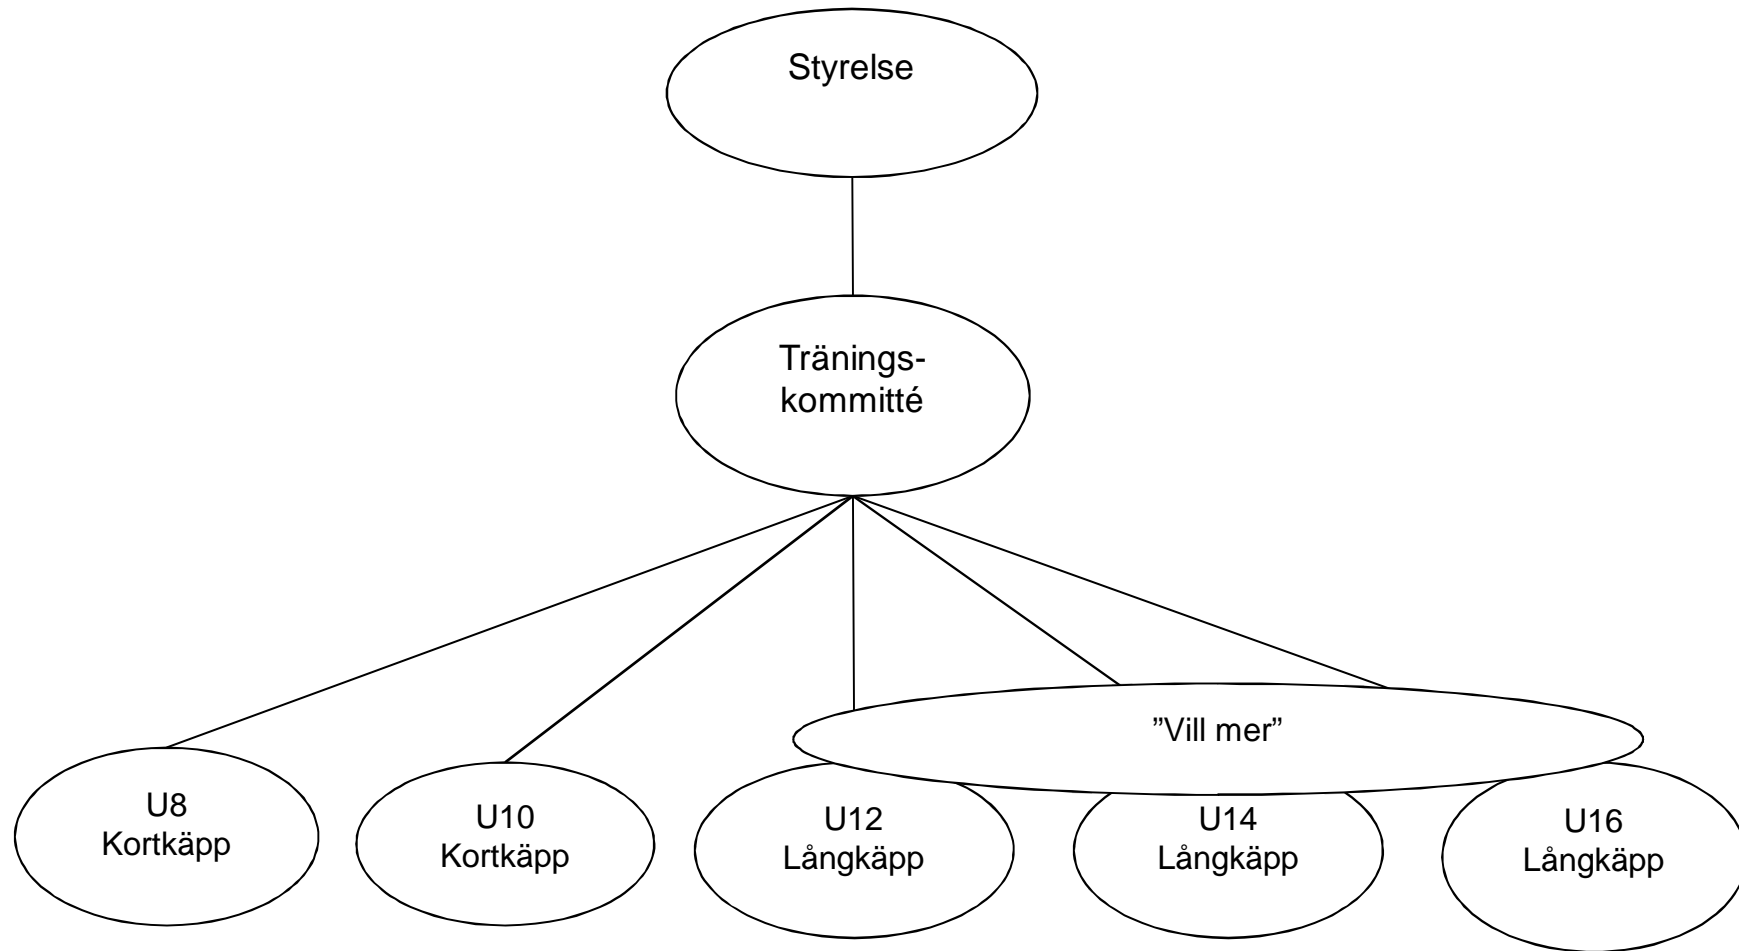 Styrelse
Tränings-
kommitté
”Vill mer”
U8
Kortkäpp
U10
Kortkäpp
U12
Långkäpp
U14
Långkäpp
U16
Långkäpp